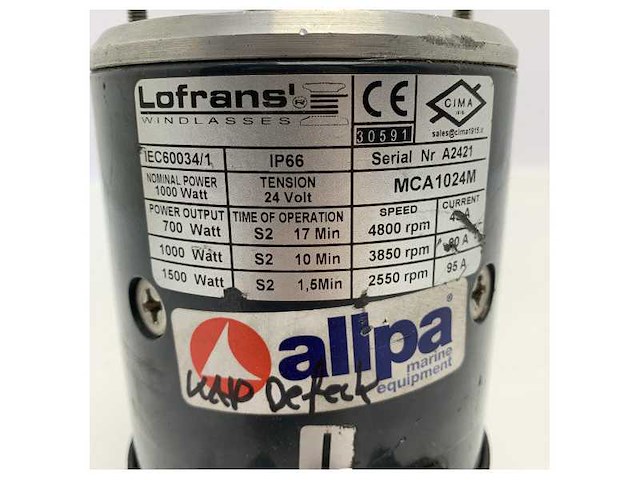 Lofrans'®
WINDLASSES
CE
30591
CIMA
sales@cima1915.it
IEC60034/1 IP66 Serial Nr A2421
NOMINAL POWER
1000 Watt
TENSION
24 Volt
MCA1024M
POWER OUTPUT TIME OF OPERATION SPEED CURRENT
700 Watt S2 17 Min 4800 rpm A
1000 Watt S2 10 Min 3850 rpm A
1500 Watt S2 1,5Min 2550 rpm 95 A
allpa®
marine
equipment
Defect